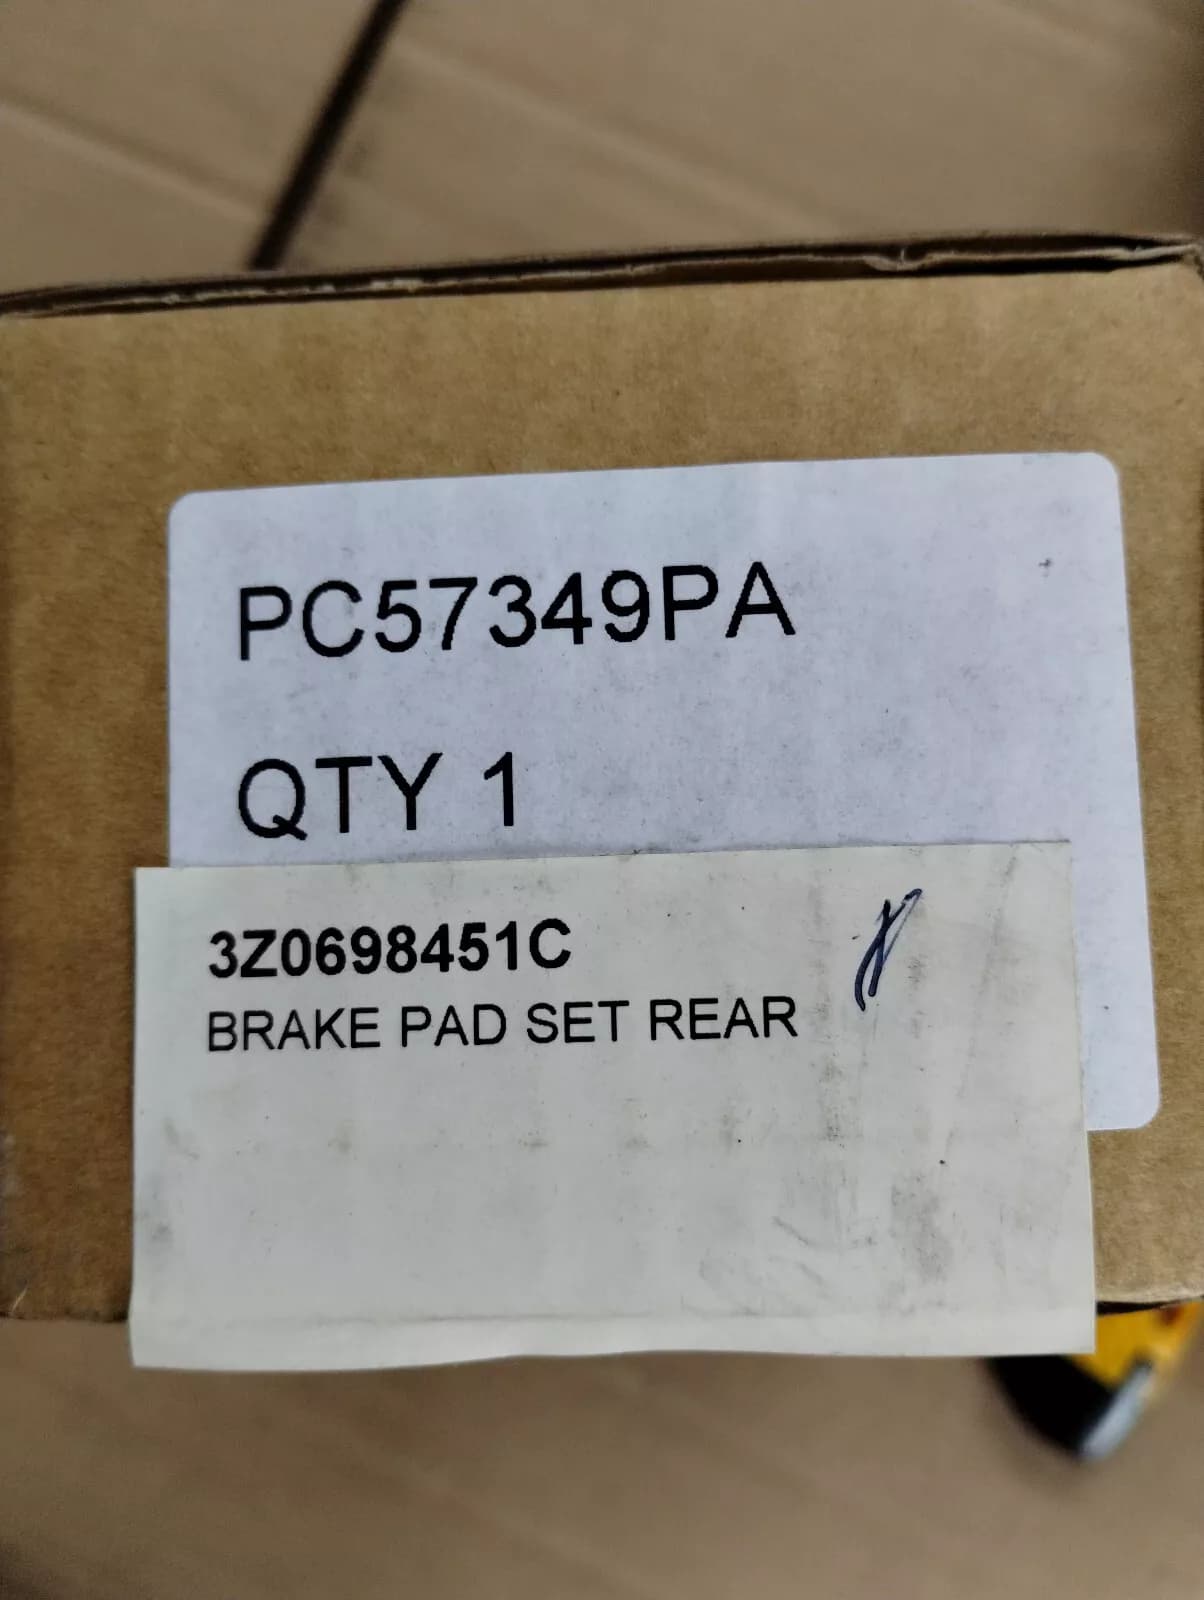 PC57349PA
QTY 1
3Z0698451C
BRAKE PAD SET REAR